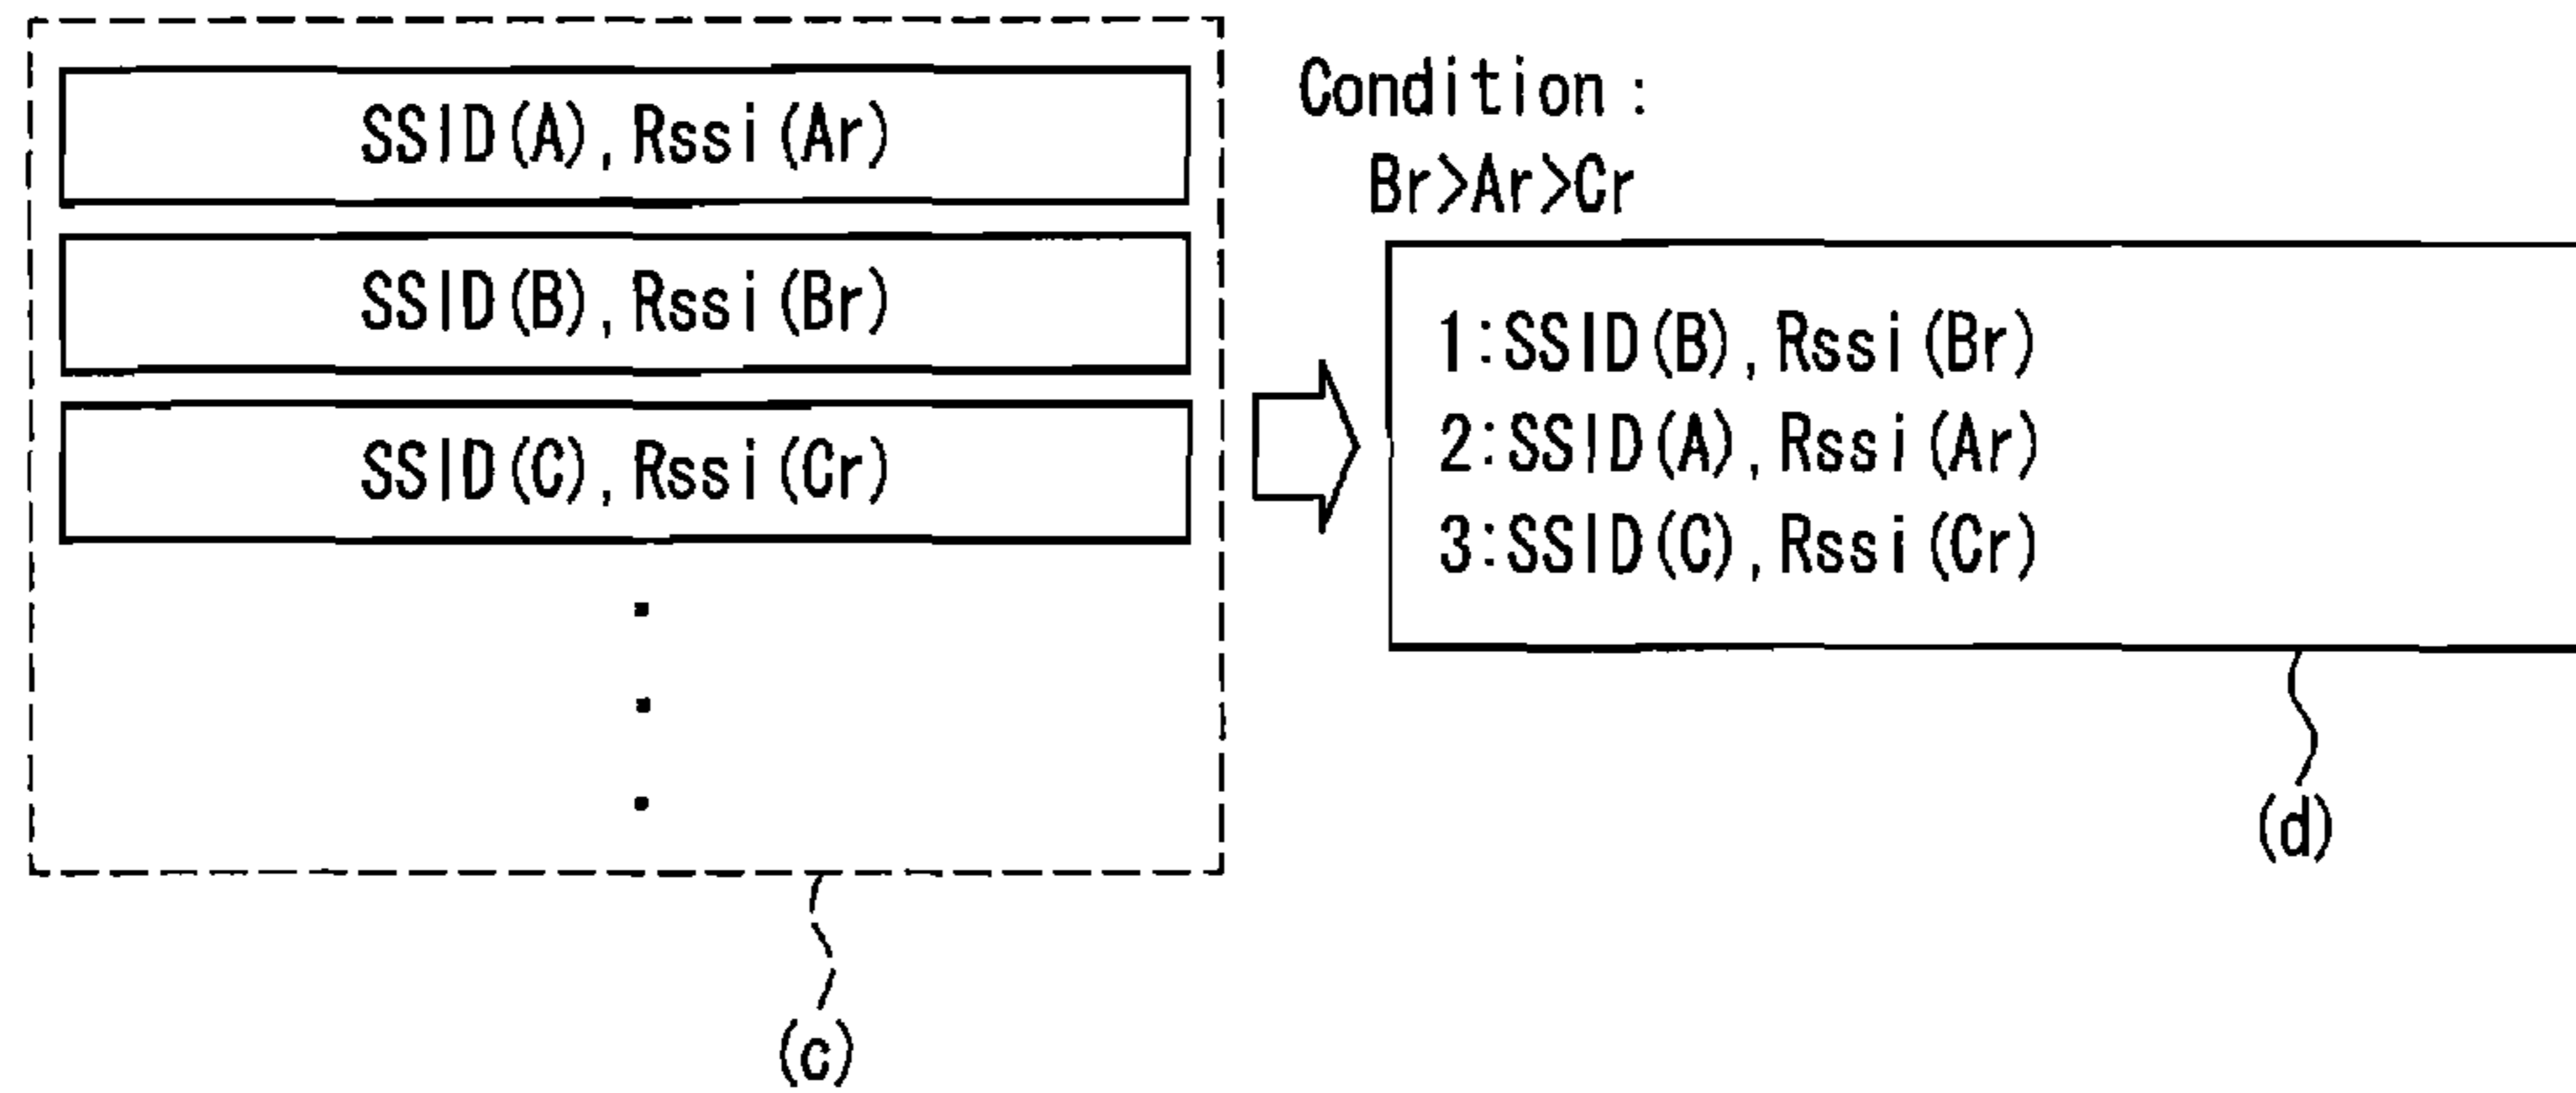 SSID(A),Rssi(Ar)
SSID(B),Rssi(Br)
SSID(C),Rssi(Cr)
(c)
Condition:
Br>Ar>Cr
1:SSID(B),Rssi(Br)
2:SSID(A),Rssi(Ar)
3:SSID(C),Rssi(Cr)
(d)